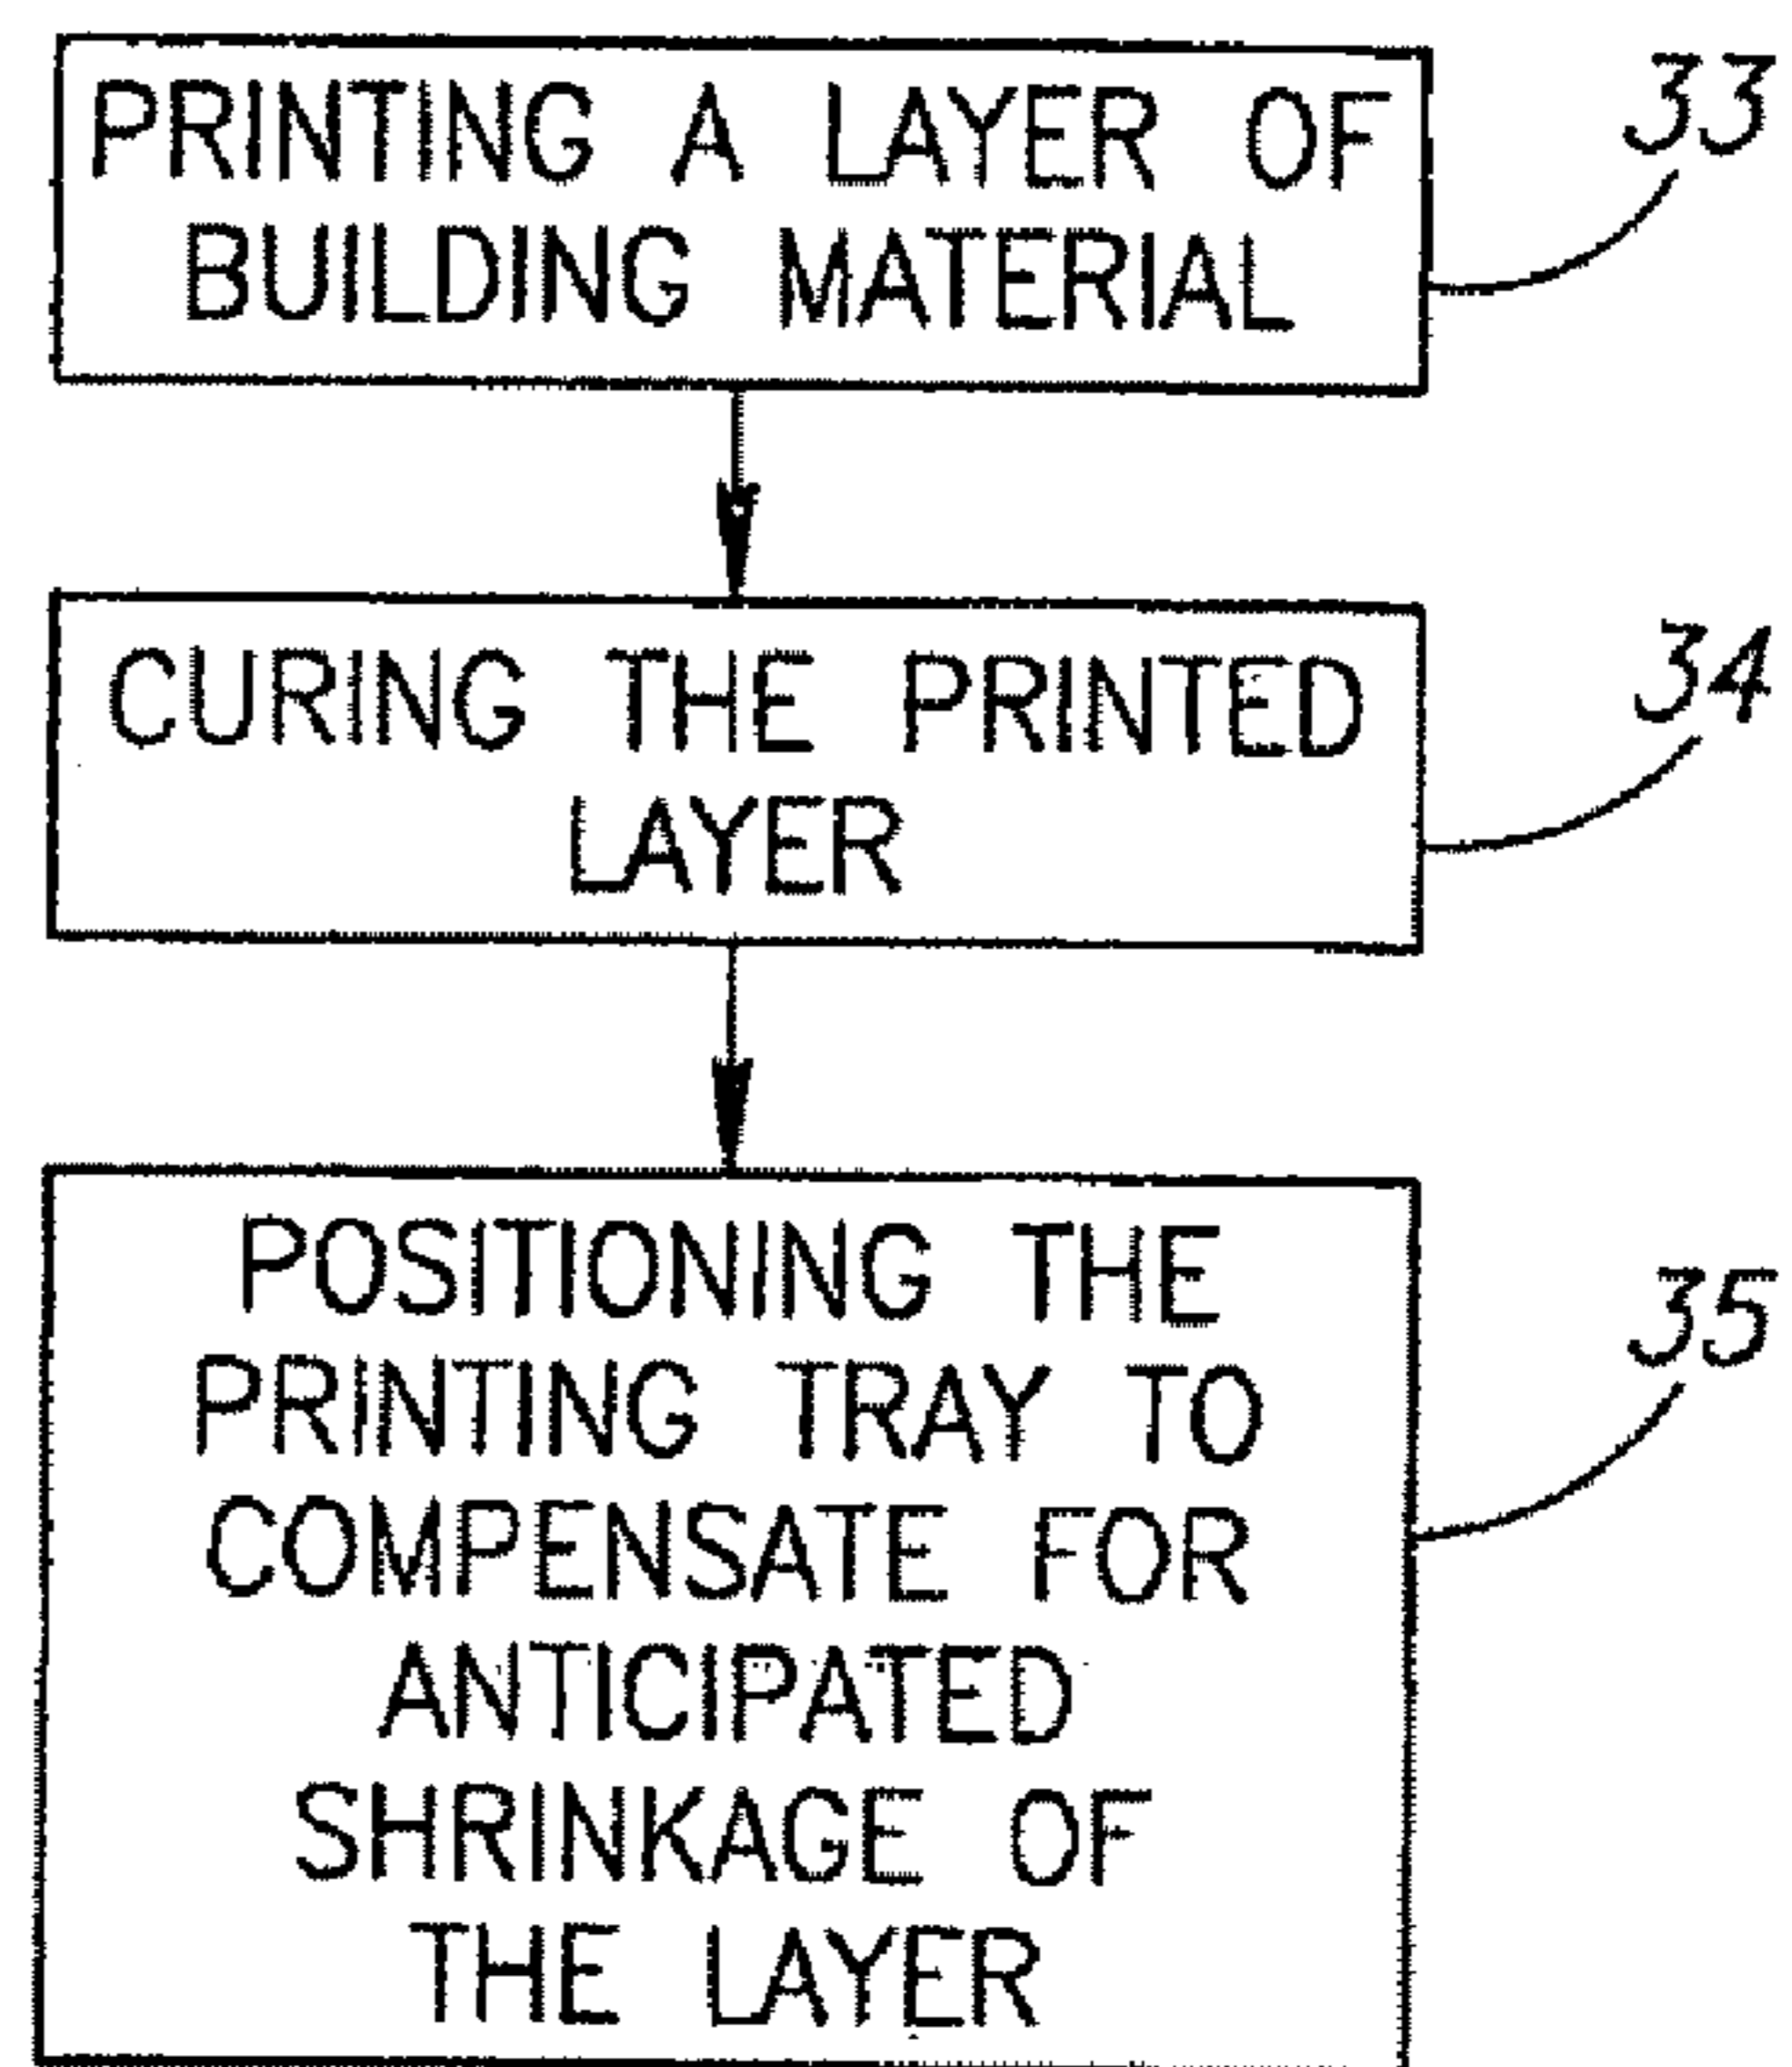 PRINTING A LAYER OF
BUILDING MATERIAL
33
CURING THE PRINTED
LAYER
34
POSITIONING THE
PRINTING TRAY TO
COMPENSATE FOR
ANTICIPATED
SHRINKAGE OF
THE LAYER
35